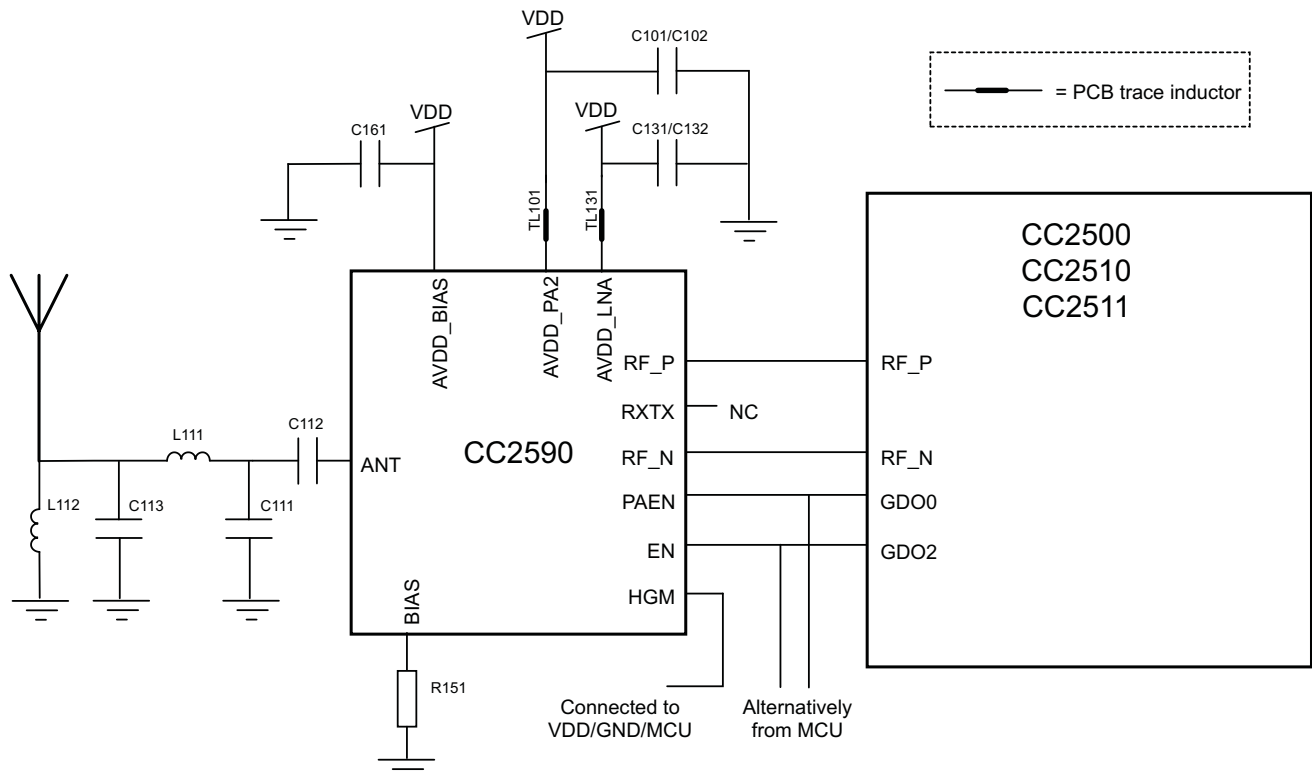 VDD
C101/C102
= PCB trace inductor
VDD
VDD
C161
C131/C132
TL101
TL131
CC2500
CC2510
CC2511
AVDD_BIAS
AVDD_PA2
AVDD_LNA
RF_P
RF_P
RXTX
NC
L111
C112
ANT
CC2590
RF_N
RF_N
L112
C113
C111
PAEN
GDO0
EN
GDO2
BIAS
HGM
R151
Connected to
VDD/GND/MCU
Alternatively
from MCU